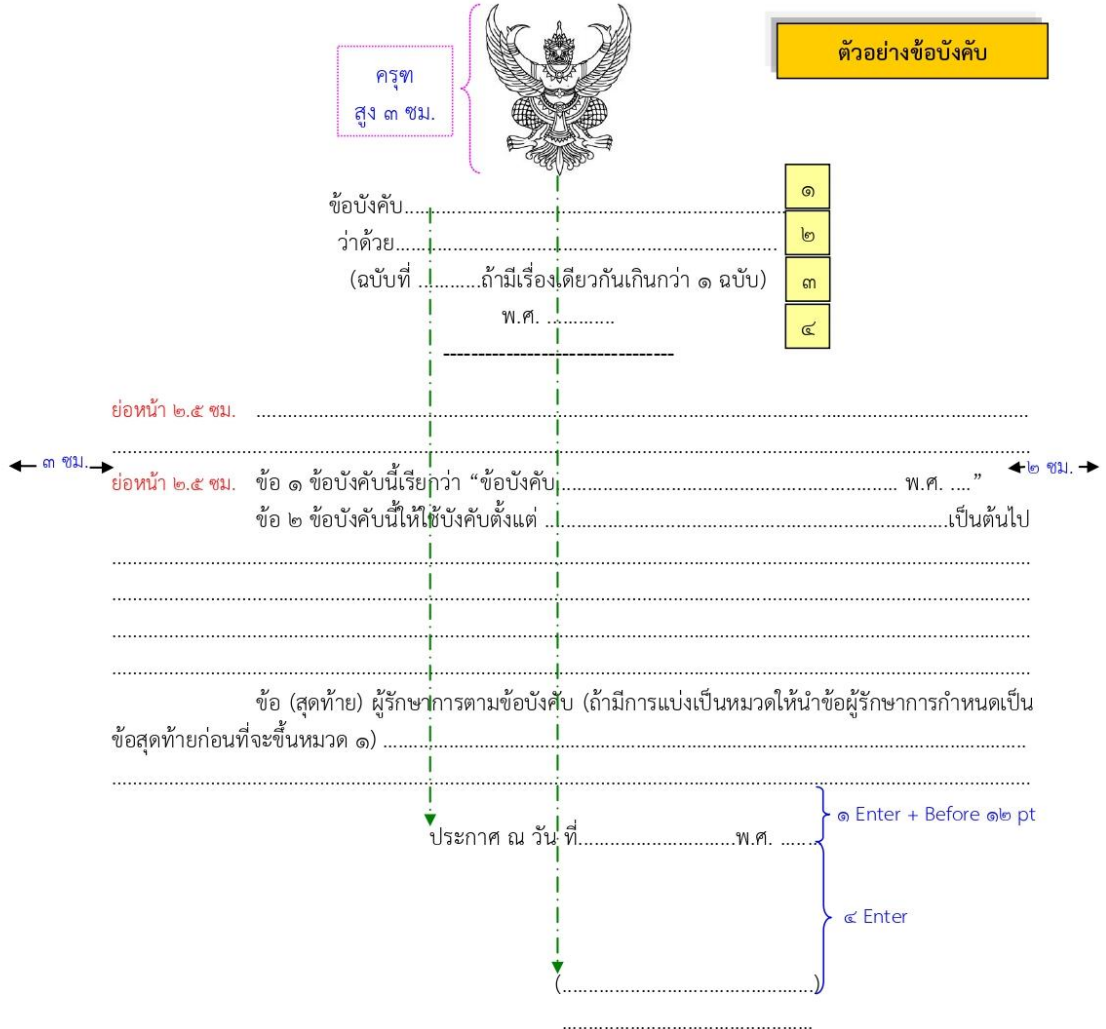 ตัวอย่างข้อบังคับ
ครุฑ
สูง ๓ ซม.
ข้อบังคับ.......................................................................... ๑
ว่าด้วย.......................................................................... ๒
(ฉบับที่ ............ถ้ามีเรื่องเดียวกันเกินกว่า ๑ ฉบับ) ๓
พ.ศ. ............. ๔
---------------------------------
ย่อหน้า ๒.๕ ซม. ....................................................................................................................................................
....................................................................................................................................................................................
๓ ซม. ๒ ซม.
ย่อหน้า ๒.๕ ซม. ข้อ ๑ ข้อบังคับนี้เรียกว่า “ข้อบังคับ................................................................. พ.ศ. ....”
ข้อ ๒ ข้อบังคับนี้ให้ใช้บังคับตั้งแต่ .............................................................................เป็นต้นไป
....................................................................................................................................................................................
....................................................................................................................................................................................
....................................................................................................................................................................................
....................................................................................................................................................................................
ข้อ (สุดท้าย) ผู้รักษาการตามข้อบังคับ (ถ้ามีการแบ่งเป็นหมวดให้นำข้อผู้รักษาการกำหนดเป็น
ข้อสุดท้ายก่อนที่จะขึ้นหมวด ๑) ............................................................................................................................
....................................................................................................................................................................................
๑ Enter + Before ๑๒ pt
ประกาศ ณ วัน ที่..............................พ.ศ. ........
๔ Enter
(................................................)
................................................